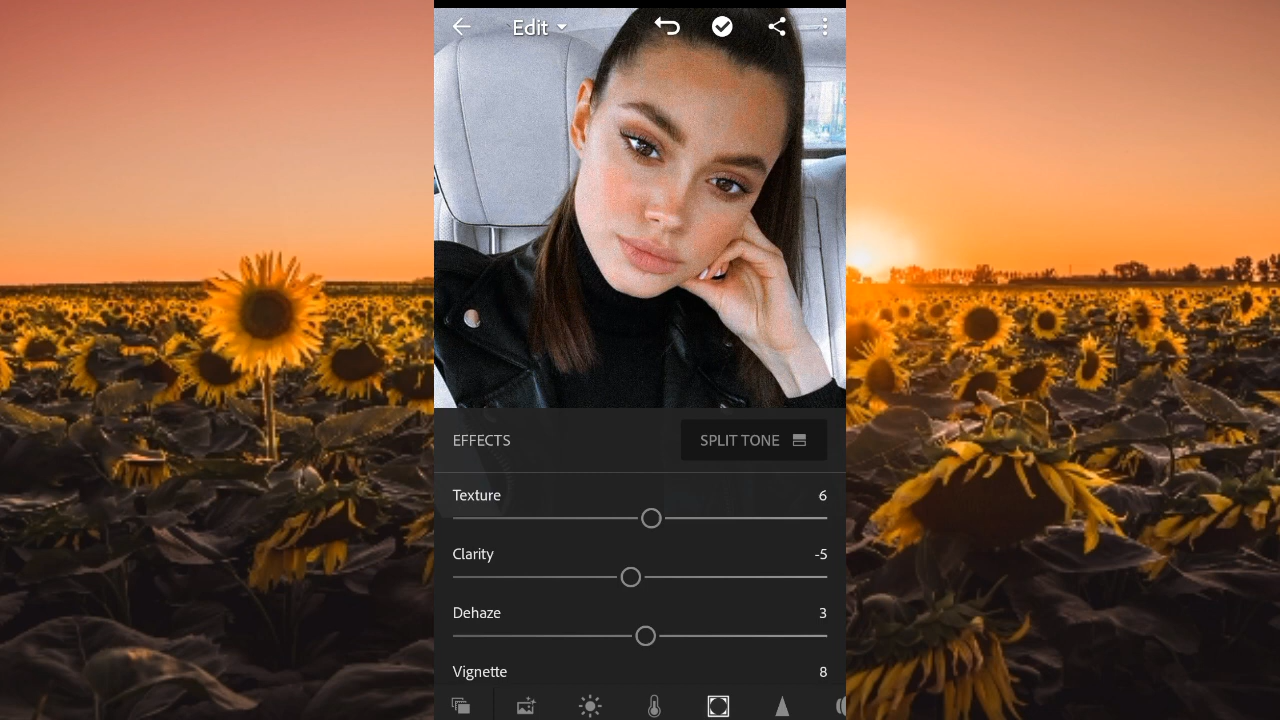 Edit
EFFECTS
SPLIT TONE
Texture 6
Clarity -5
Dehaze 3
Vignette 8